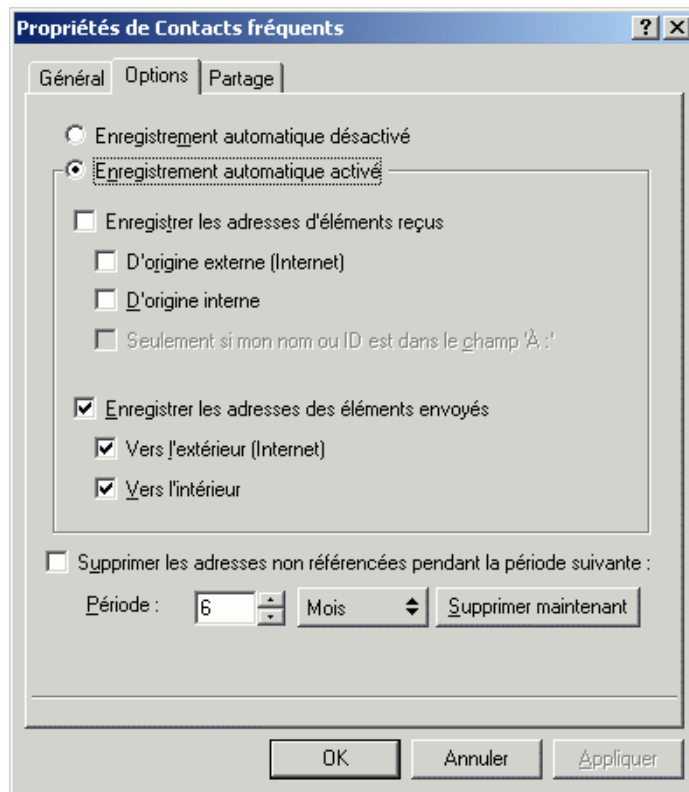 Propriétés de Contacts fréquents
Général Options Partage
Enregistrement automatique désactivé
Enregistrement automatique activé
Enregistrer les adresses d'éléments reçus
D'origine externe (Internet)
D'origine interne
Seulement si mon nom ou ID est dans le champ 'À :'
Enregistrer les adresses des éléments envoyés
Vers l'extérieur (Internet)
Vers l'intérieur
Supprimer les adresses non référencées pendant la période suivante :
Période : 6 Mois Supprimer maintenant
OK Annuler Appliquer